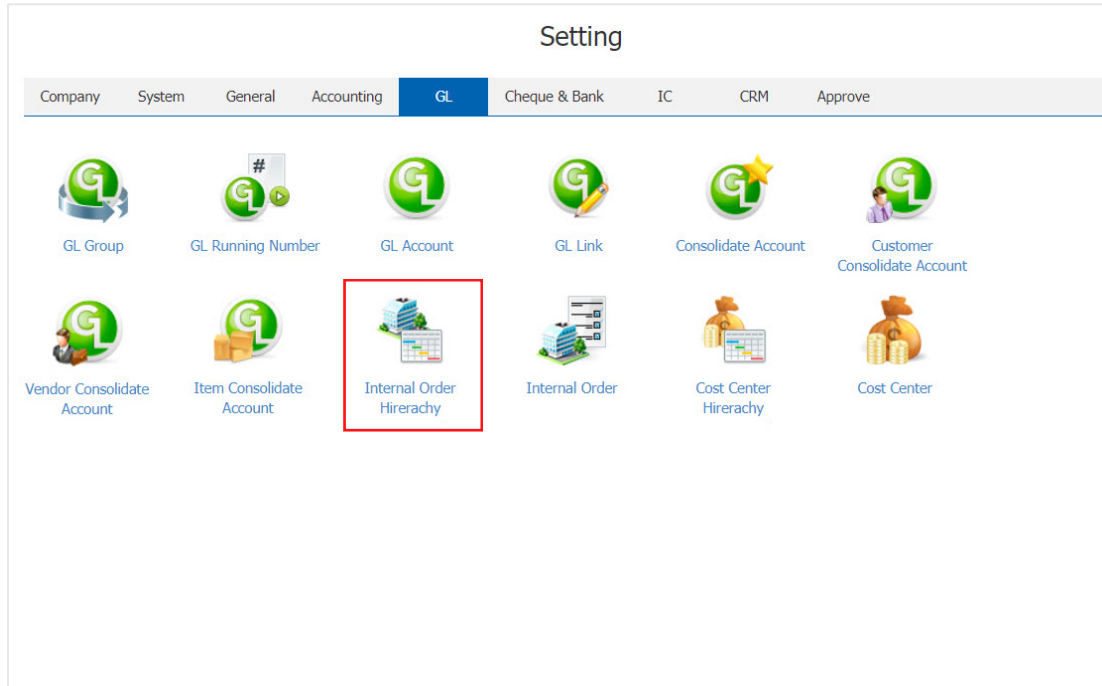 Setting
Company System General Accounting GL Cheque & Bank IC CRM Approve
#
GL Group GL Running Number GL Account GL Link Consolidate Account Customer
Consolidate Account
Vendor Consolidate Item Consolidate Internal Order Internal Order Cost Center Cost Center
Account Account Hirerachy Hirerachy